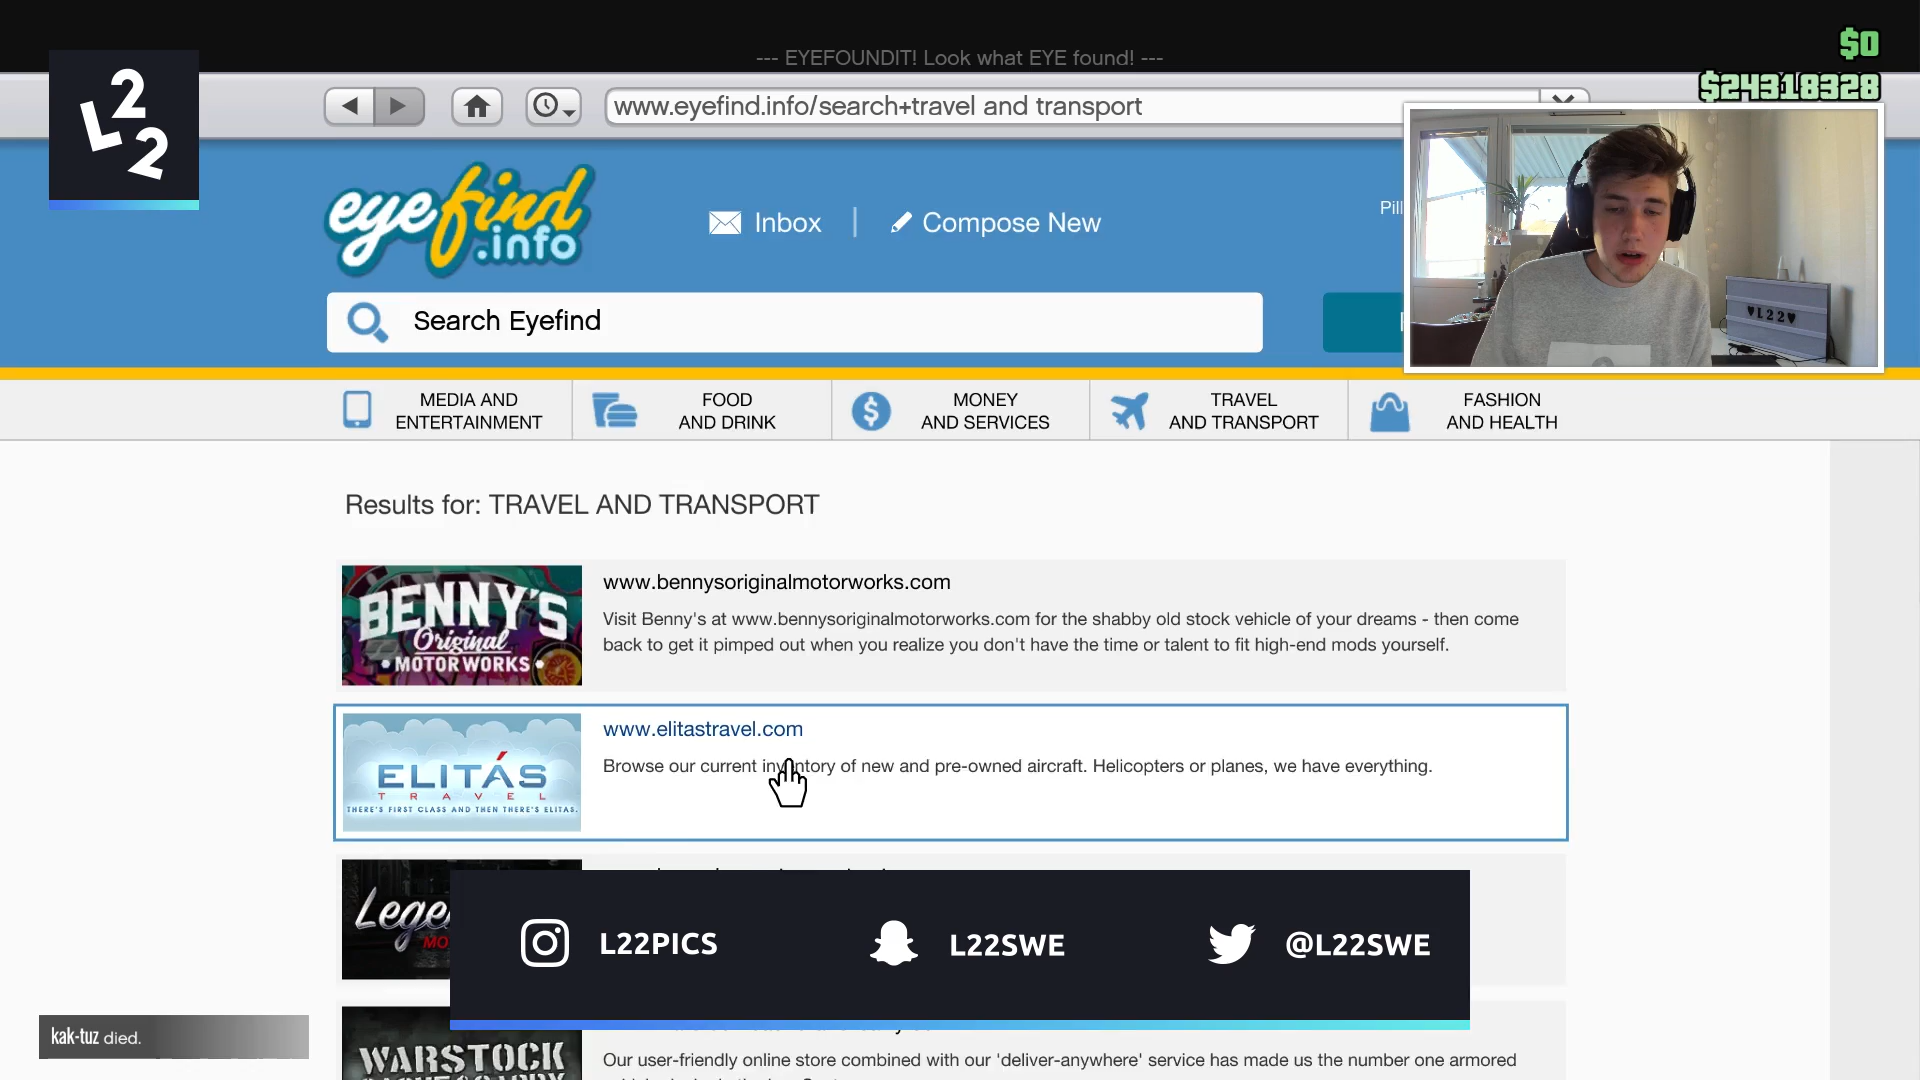 --- EYEFOUNDIT! Look what EYE found! ---
$0
$24318328
L22
www.eyefind.info/search+travel and transport
eyefind.info
Inbox
Compose New
Pill
♥L22♥
Search Eyefind
MEDIA AND ENTERTAINMENT
FOOD AND DRINK
MONEY AND SERVICES
TRAVEL AND TRANSPORT
FASHION AND HEALTH
Results for: TRAVEL AND TRANSPORT
BENNY'S
Original
MOTOR WORKS
www.bennysoriginalmotorworks.com
Visit Benny's at www.bennysoriginalmotorworks.com for the shabby old stock vehicle of your dreams - then come
back to get it pimped out when you realize you don't have the time or talent to fit high-end mods yourself.
ELITÁS
TRAVEL
THERE'S FIRST CLASS AND THEN THERE'S ELITAS.
www.elitastravel.com
Browse our current inventory of new and pre-owned aircraft. Helicopters or planes, we have everything.
Lege
MO
L22PICS
L22SWE
@L22SWE
kak-tuz died.
WARSTOCK
Our user-friendly online store combined with our 'deliver-anywhere' service has made us the number one armored